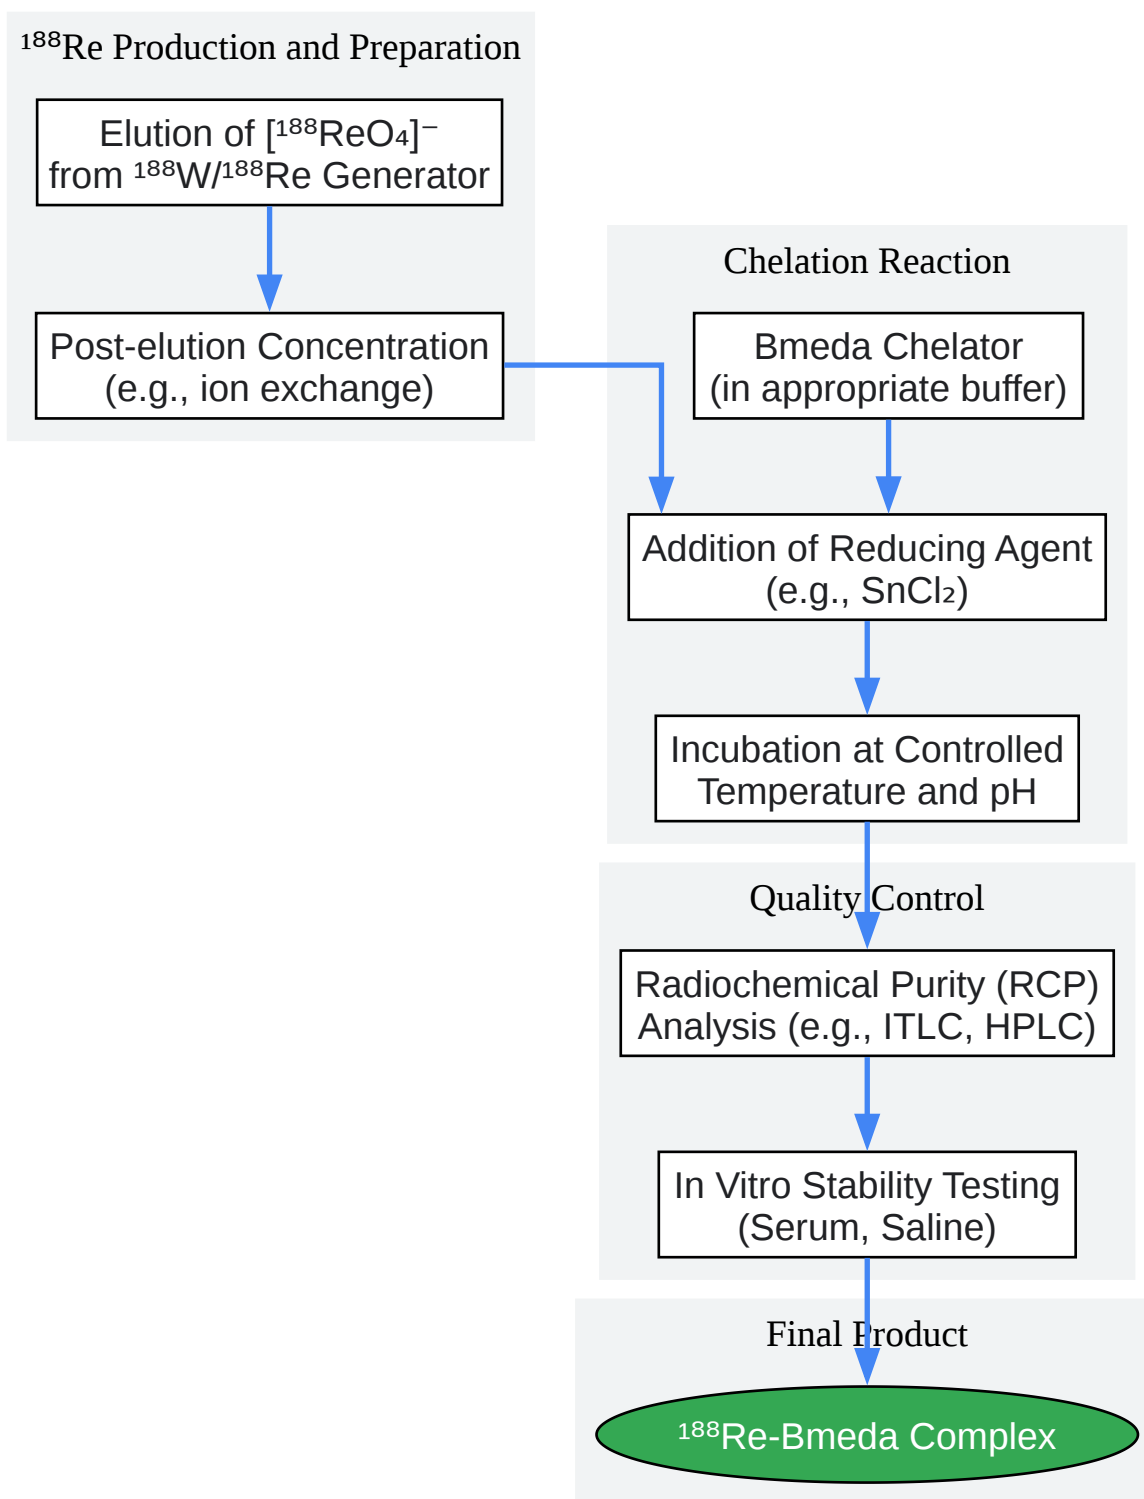 ¹⁸⁸Re Production and Preparation
Elution of [¹⁸⁸ReO₄]⁻
from ¹⁸⁸W/¹⁸⁸Re Generator
Post-elution Concentration
(e.g., ion exchange)
Chelation Reaction
Bmeda Chelator
(in appropriate buffer)
Addition of Reducing Agent
(e.g., SnCl₂)
Incubation at Controlled
Temperature and pH
Quality Control
Radiochemical Purity (RCP)
Analysis (e.g., ITLC, HPLC)
In Vitro Stability Testing
(Serum, Saline)
Final Product
¹⁸⁸Re-Bmeda Complex